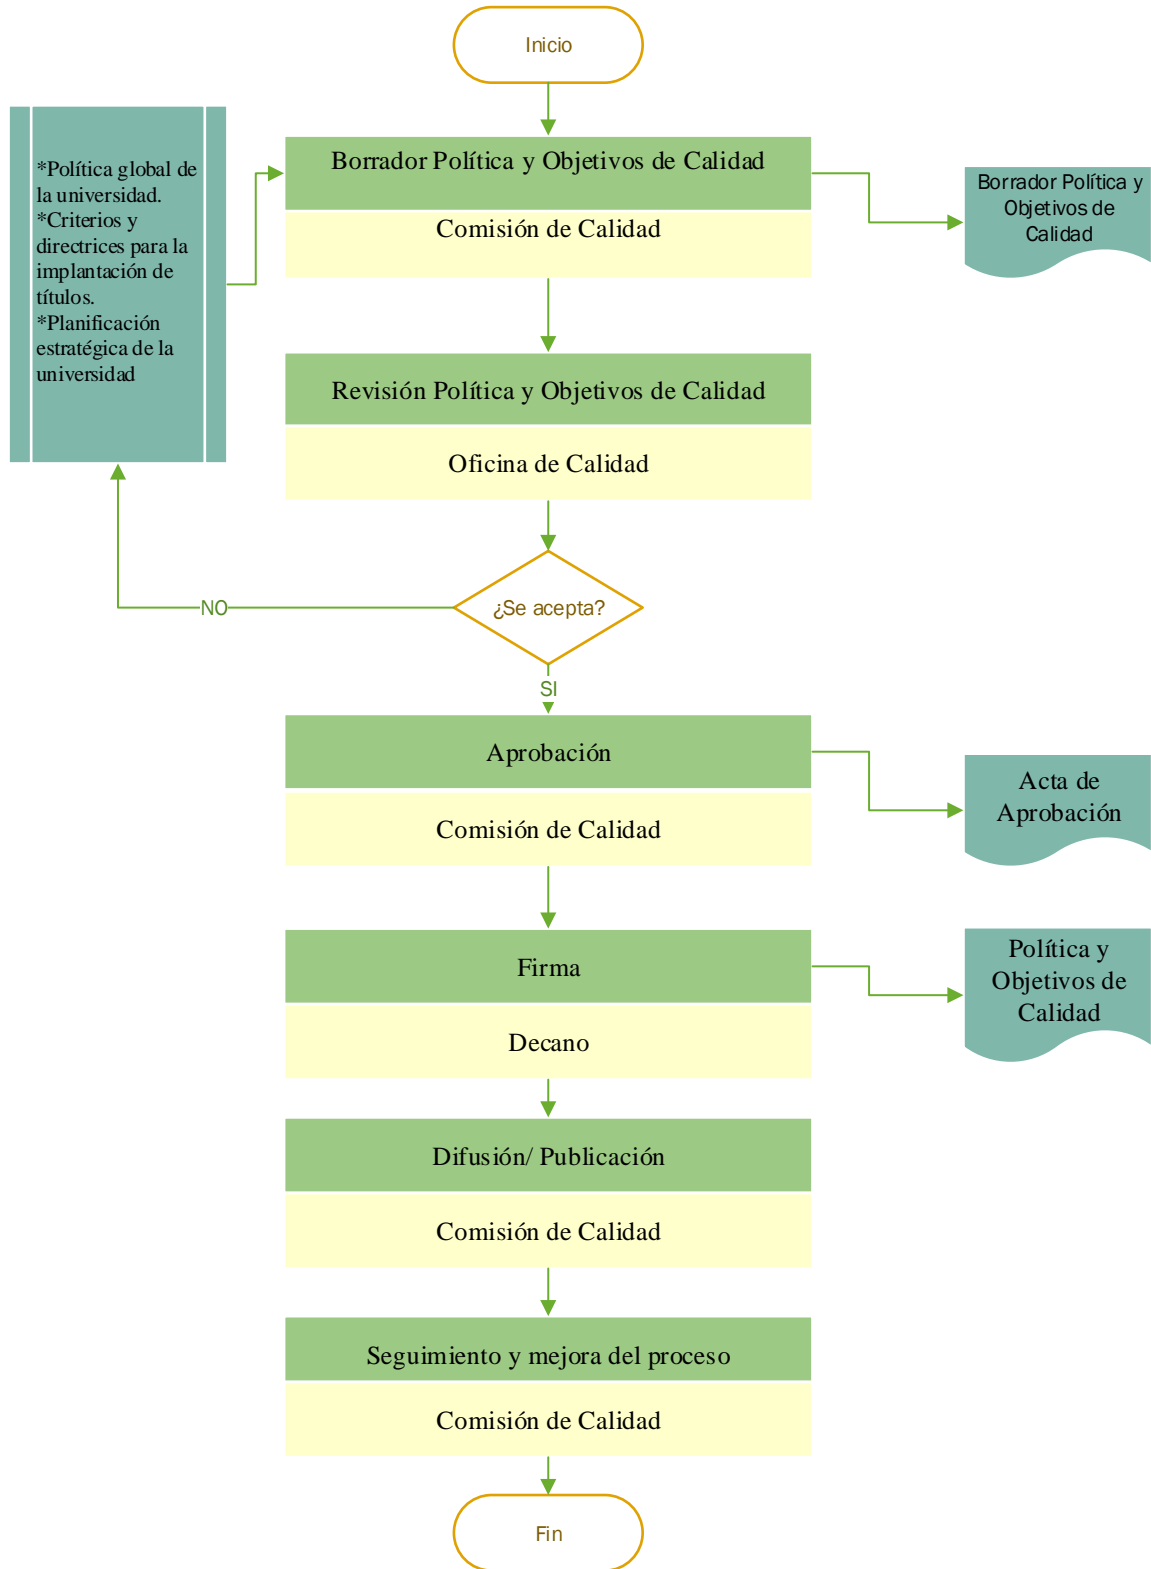 Inicio
*Política global de
la universidad.
*Criterios y
directrices para la
implantación de
títulos.
*Planificación
estratégica de la
universidad
Borrador Política y Objetivos de Calidad
Comisión de Calidad
Borrador Política y
Objetivos de
Calidad
Revisión Política y Objetivos de Calidad
Oficina de Calidad
¿Se acepta?
NO
SI
Aprobación
Comisión de Calidad
Acta de
Aprobación
Firma
Decano
Política y
Objetivos de
Calidad
Difusión/ Publicación
Comisión de Calidad
Seguimiento y mejora del proceso
Comisión de Calidad
Fin